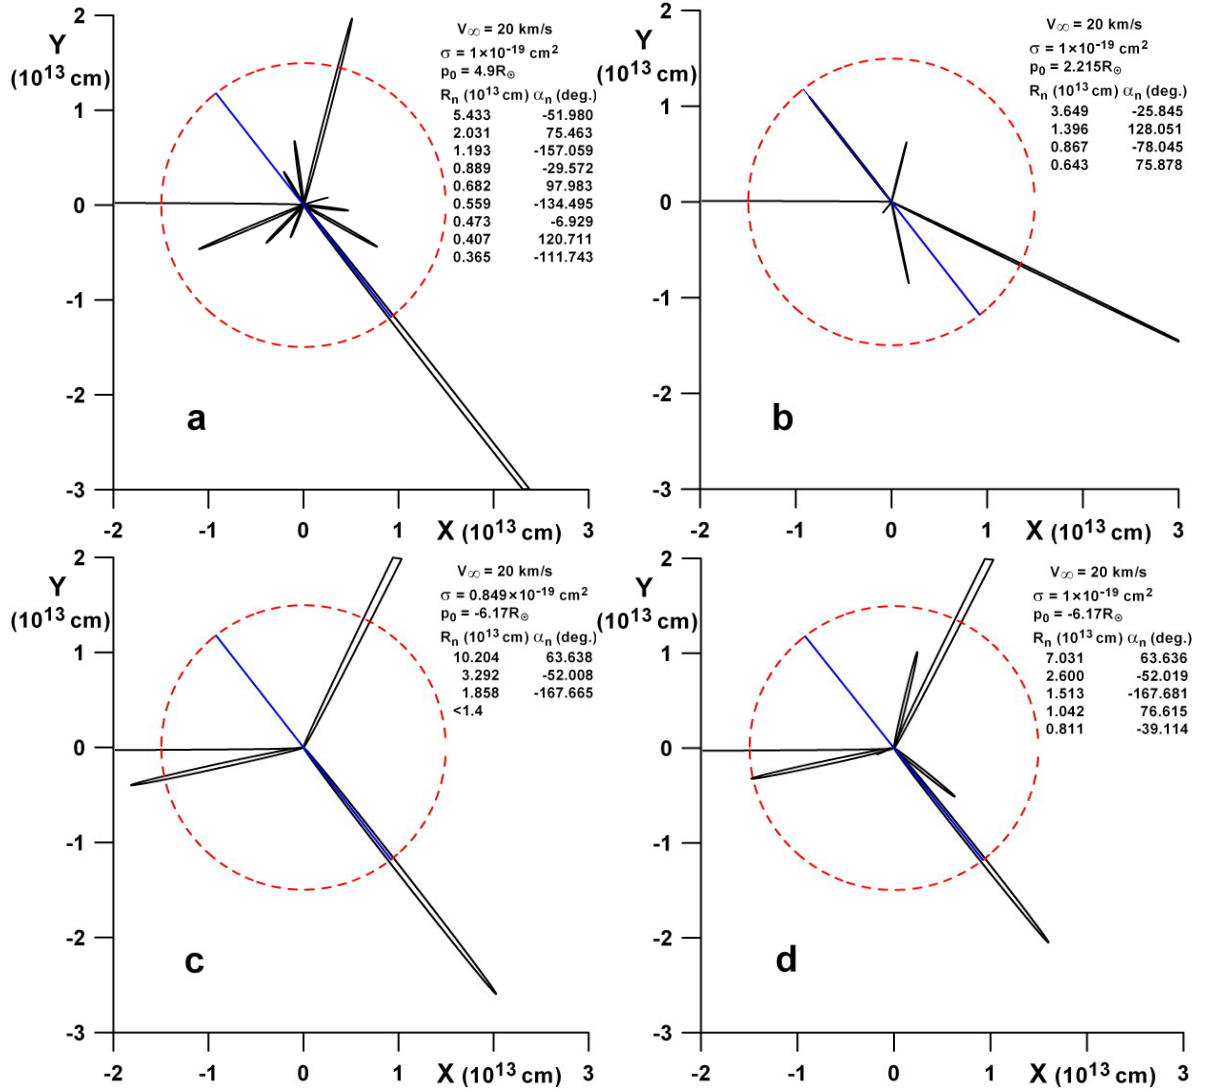 2
1
0
-1
-2
-3
Y
(10¹³ cm)
V∞ = 20 km/s
σ = 1×10⁻¹⁹ cm²
p₀ = 4.9R☉
Rₙ (10¹³ cm) αₙ (deg.)
5.433 -51.980
2.031 75.463
1.193 -157.059
0.889 -29.572
0.682 97.983
0.559 -134.495
0.473 -6.929
0.407 120.711
0.365 -111.743
a
-2 -1 0 1 X (10¹³ cm) 3
2
1
0
-1
-2
-3
Y
(10¹³ cm)
V∞ = 20 km/s
σ = 1×10⁻¹⁹ cm²
p₀ = 2.215R☉
Rₙ (10¹³ cm) αₙ (deg.)
3.649 -25.845
1.396 128.051
0.867 -78.045
0.643 75.878
b
-2 -1 0 1 X (10¹³ cm) 3
2
1
0
-1
-2
-3
Y
(10¹³ cm)
V∞ = 20 km/s
σ = 0.849×10⁻¹⁹ cm²
p₀ = -6.17R☉
Rₙ (10¹³ cm) αₙ (deg.)
10.204 63.638
3.292 -52.008
1.858 -167.665
<1.4
c
-2 -1 0 1 X (10¹³ cm) 3
2
1
0
-1
-2
-3
Y
(10¹³ cm)
V∞ = 20 km/s
σ = 1×10⁻¹⁹ cm²
p₀ = -6.17R☉
Rₙ (10¹³ cm) αₙ (deg.)
7.031 63.636
2.600 -52.019
1.513 -167.681
1.042 76.615
0.811 -39.114
d
-2 -1 0 1 X (10¹³ cm) 3